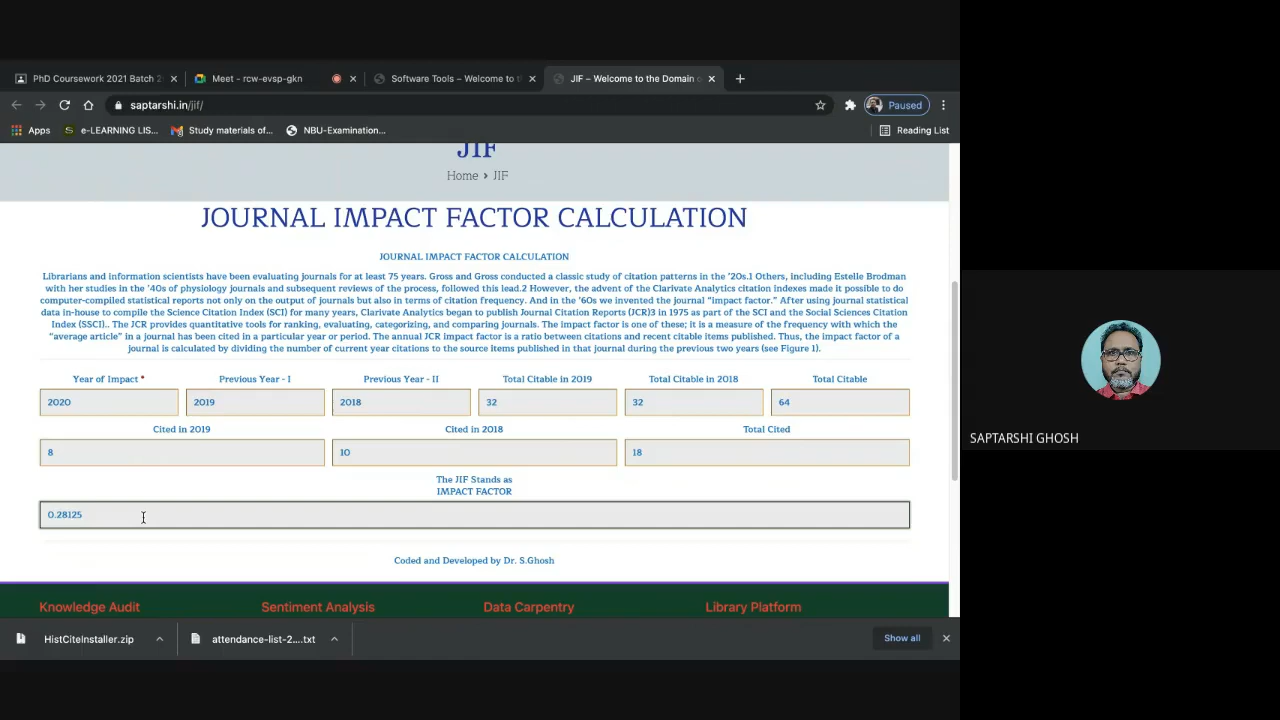 PhD Coursework 2021 Batch 2
Meet - rcw-evsp-gkn
Software Tools – Welcome to t
JIF – Welcome to the Domain o
saptarshi.in/jif/
Paused
Apps
e-LEARNING LIS...
Study materials of...
NBU-Examination...
Reading List
JIF
Home › JIF
JOURNAL IMPACT FACTOR CALCULATION
JOURNAL IMPACT FACTOR CALCULATION
Librarians and information scientists have been evaluating journals for at least 75 years. Gross and Gross conducted a classic study of citation patterns in the '20s.1 Others, including Estelle Brodman
with her studies in the '40s of physiology journals and subsequent reviews of the process, followed this lead.2 However, the advent of the Clarivate Analytics citation indexes made it possible to do
computer-compiled statistical reports not only on the output of journals but also in terms of citation frequency. And in the '60s we invented the journal "impact factor." After using journal statistical
data in-house to compile the Science Citation Index (SCI) for many years, Clarivate Analytics began to publish Journal Citation Reports (JCR)3 in 1975 as part of the SCI and the Social Sciences Citation
Index (SSCI).. The JCR provides quantitative tools for ranking, evaluating, categorizing, and comparing journals. The impact factor is one of these; it is a measure of the frequency with which the
"average article" in a journal has been cited in a particular year or period. The annual JCR impact factor is a ratio between citations and recent citable items published. Thus, the impact factor of a
journal is calculated by dividing the number of current year citations to the source items published in that journal during the previous two years (see Figure 1).
Year of Impact *
Previous Year - I
Previous Year - II
Total Citable in 2019
Total Citable in 2018
Total Citable
2020
2019
2018
32
32
64
Cited in 2019
Cited in 2018
Total Cited
8
10
18
The JIF Stands as
IMPACT FACTOR
0.28125
Coded and Developed by Dr. S.Ghosh
Knowledge Audit
Sentiment Analysis
Data Carpentry
Library Platform
HistCiteInstaller.zip
attendance-list-2....txt
Show all
SAPTARSHI GHOSH